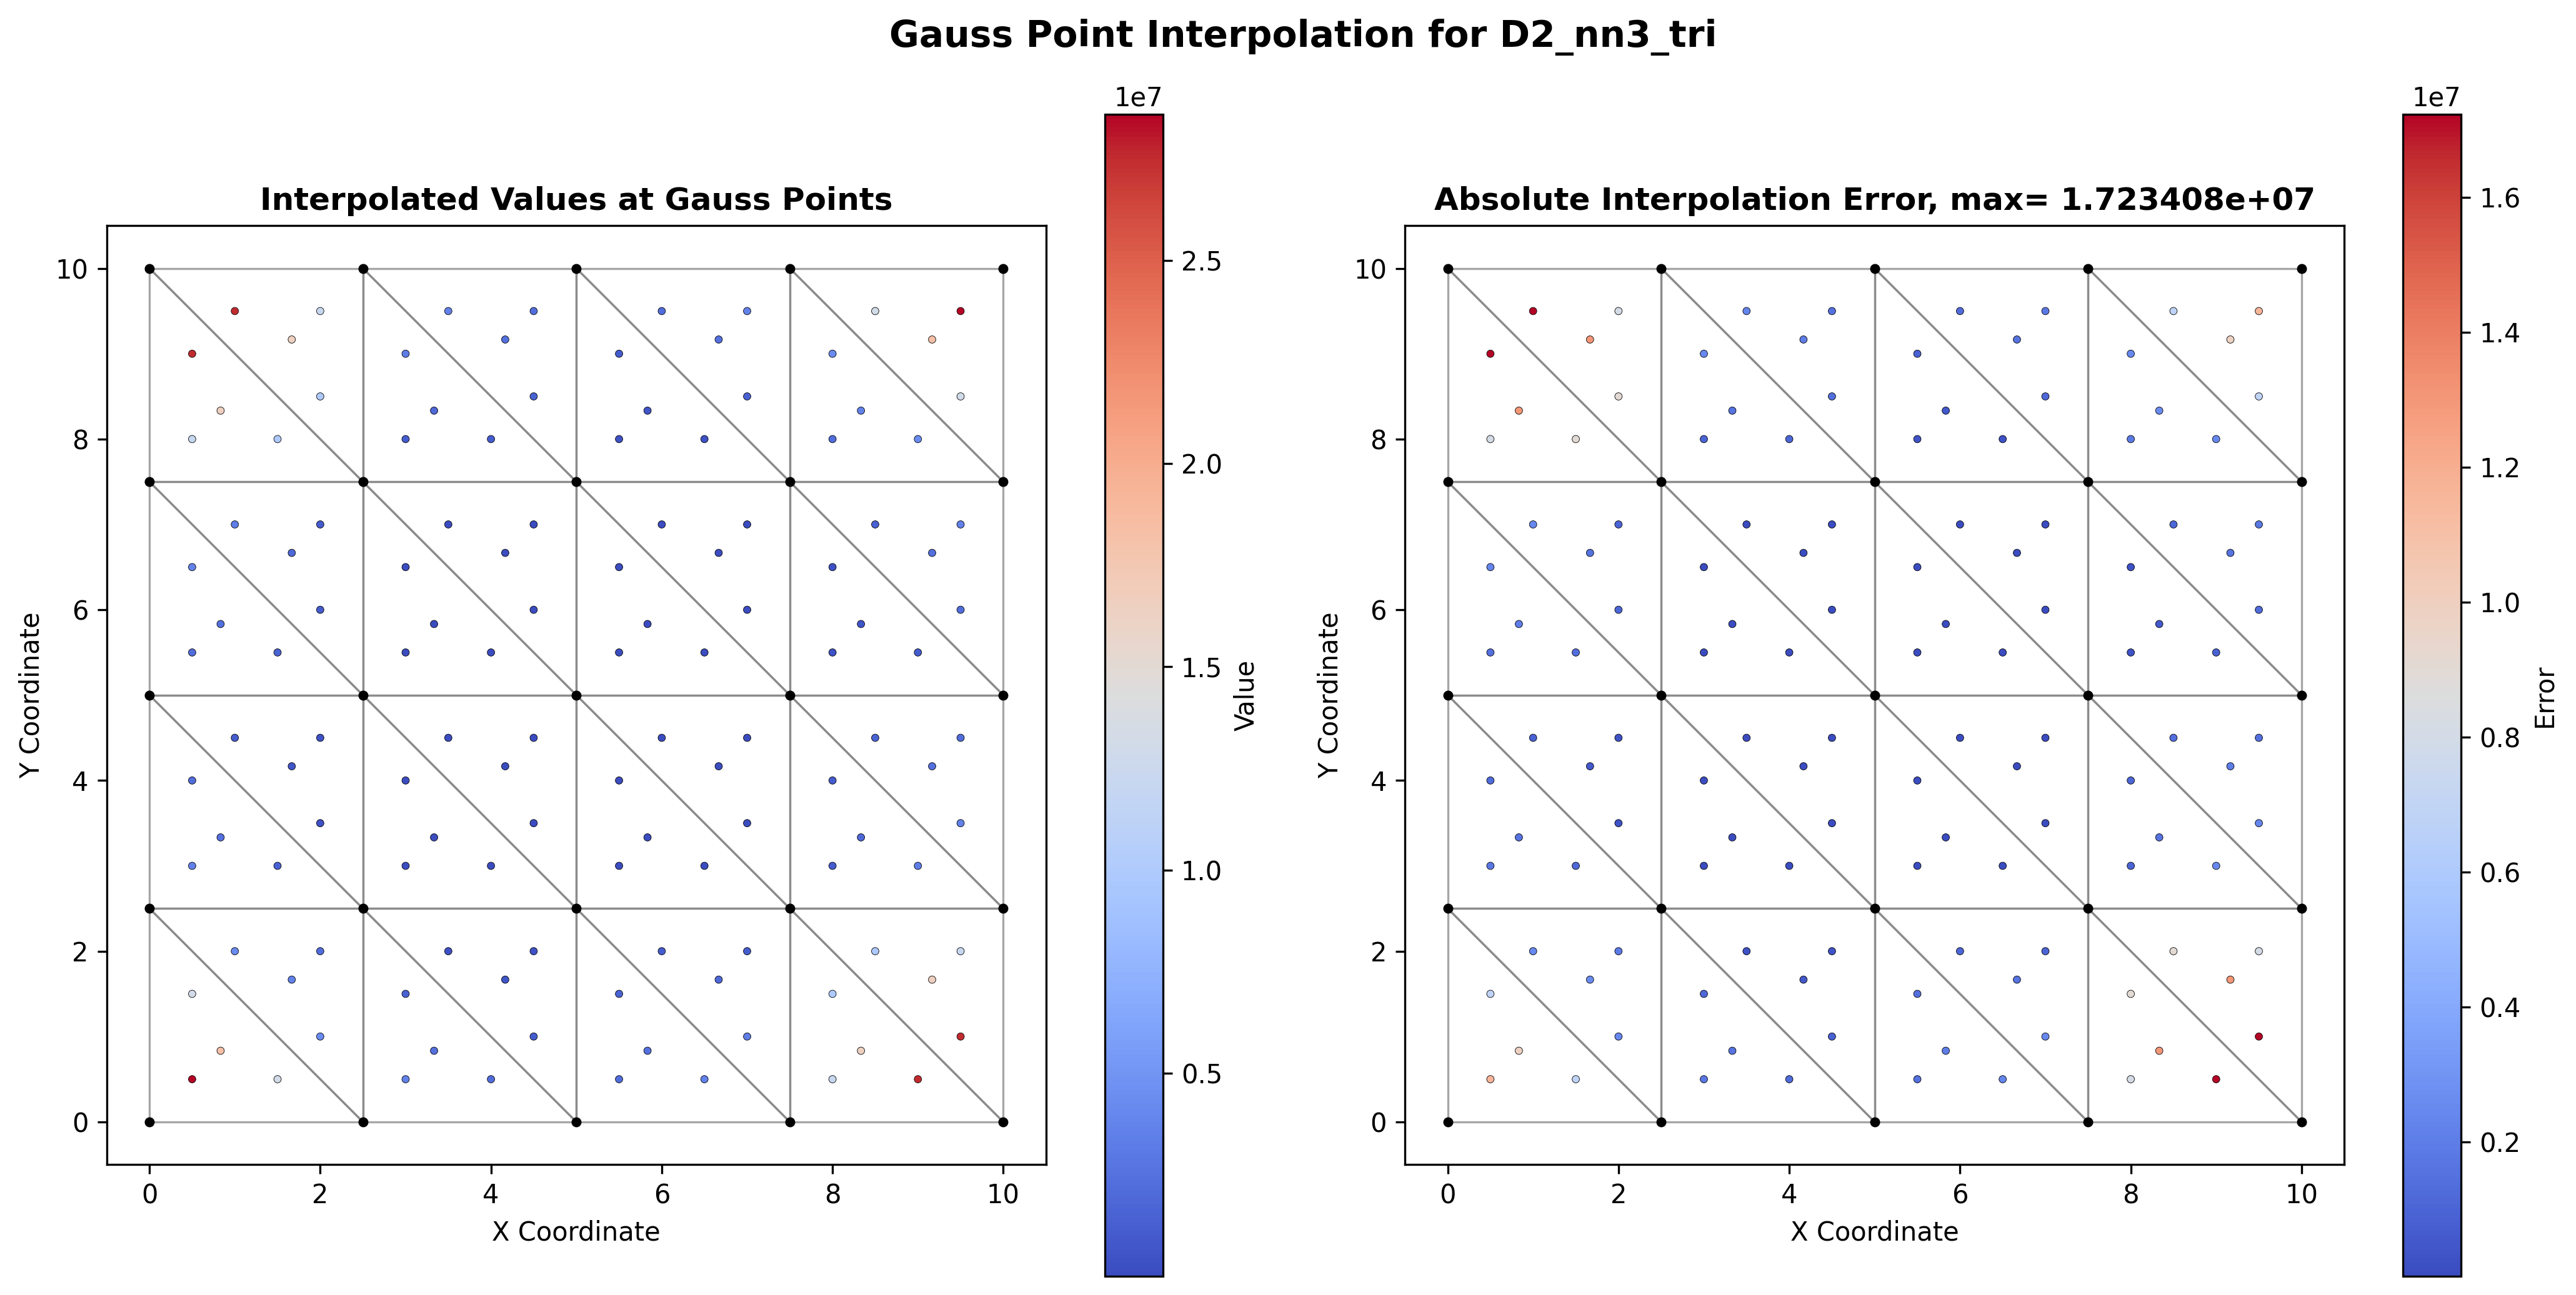 Gauss Point Interpolation for D2_nn3_tri
Interpolated Values at Gauss Points
Y Coordinate
10
8
6
4
2
0
0 2 4 6 8 10
X Coordinate
1e7
2.5
2.0
1.5
1.0
0.5
Value
Absolute Interpolation Error, max= 1.723408e+07
Y Coordinate
10
8
6
4
2
0
0 2 4 6 8 10
X Coordinate
1e7
1.6
1.4
1.2
1.0
0.8
0.6
0.4
0.2
Error